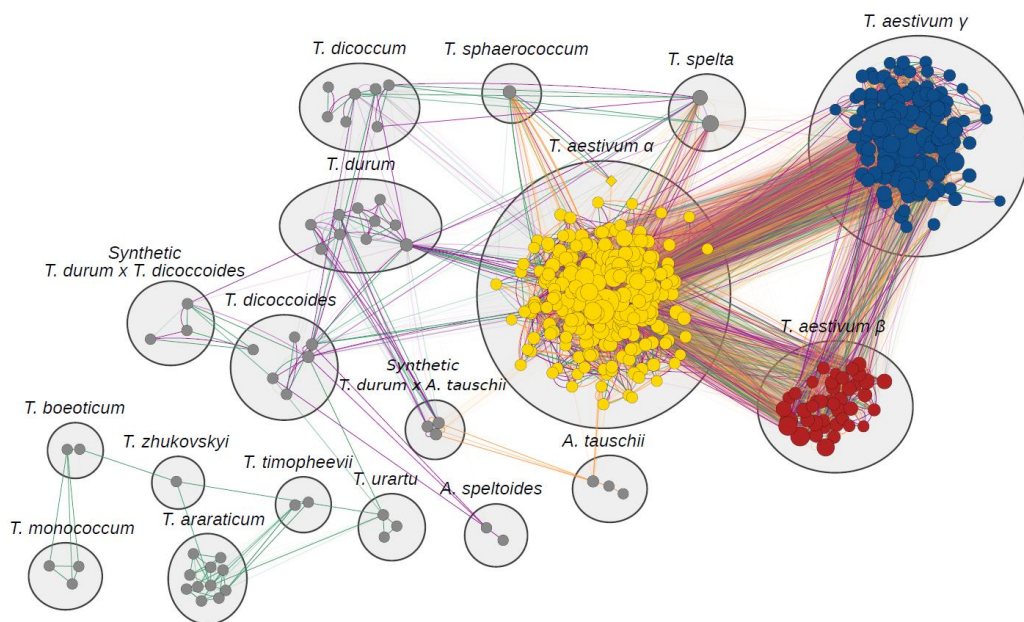 T. aestivum γ
T. dicoccum
T. sphaerococcum
T. spelta
T. aestivum α
T. durum
Synthetic
T. durum x T. dicoccoides
T. dicoccoides
T. aestivum β
Synthetic
T. durum x A. tauschii
T. boeoticum
T. zhukovskyi
A. tauschii
T. timopheevii
T. urartu
A. speltoides
T. monococcum
T. araraticum